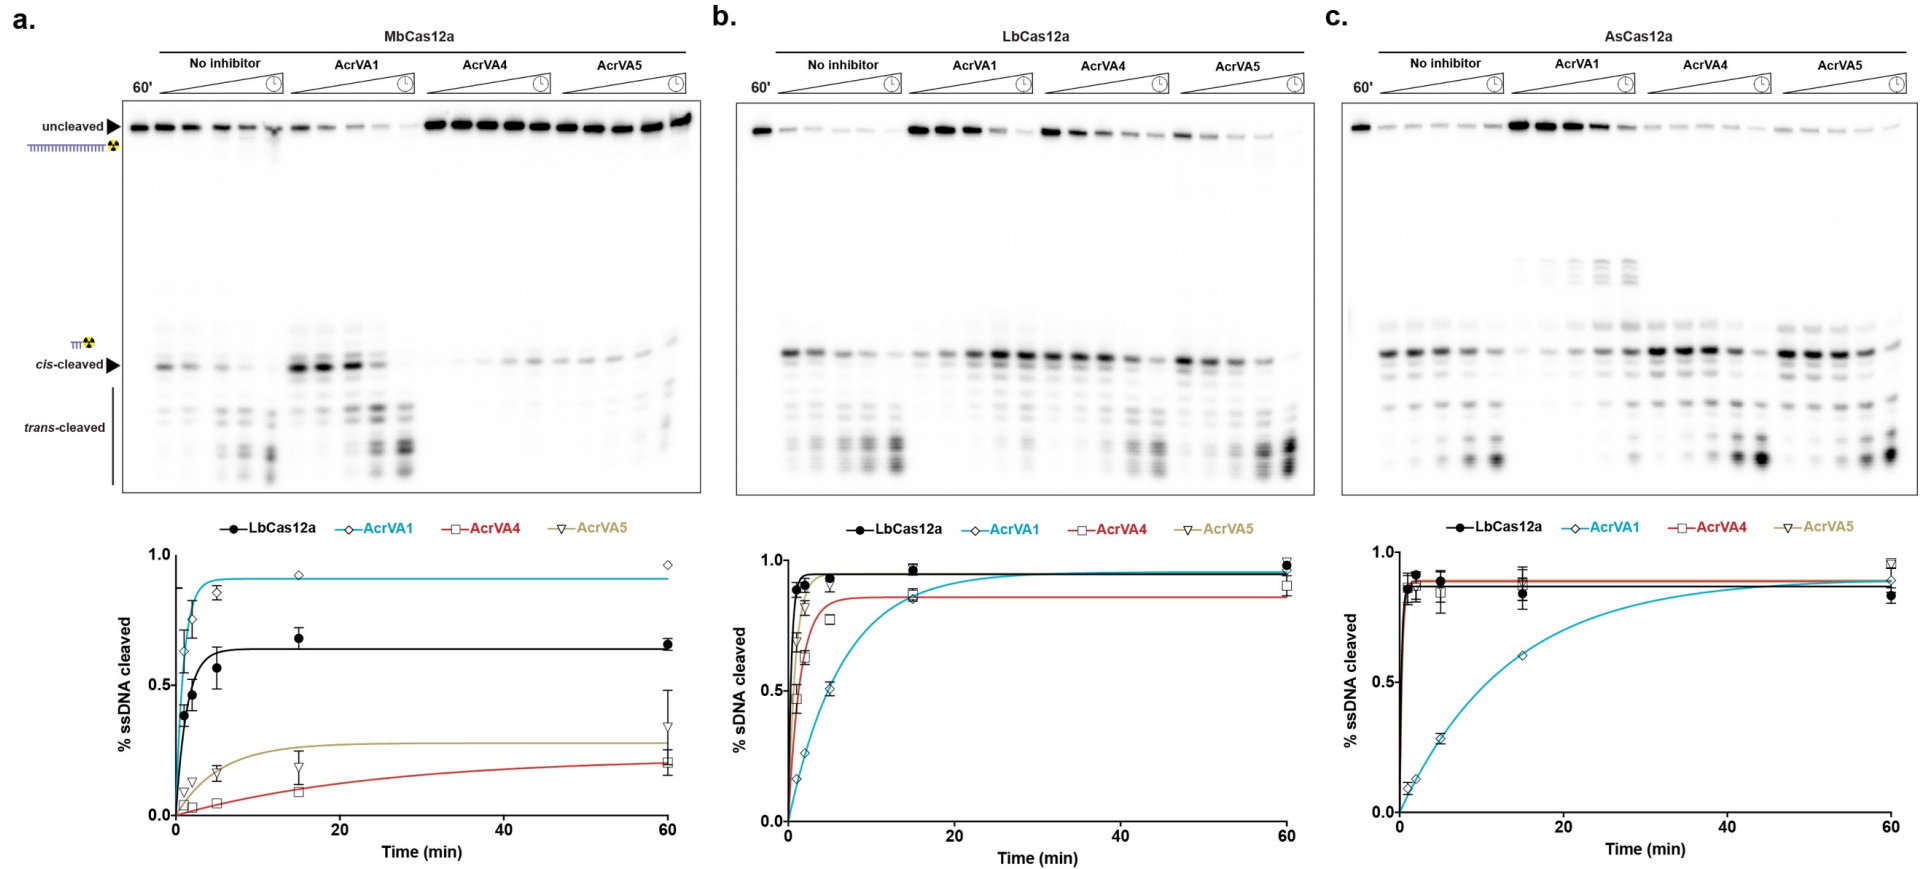 a.
MbCas12a
No inhibitor
AcrVA1
AcrVA4
AcrVA5
60'
uncleaved
cis-cleaved
trans-cleaved
LbCas12a
AcrVA1
AcrVA4
AcrVA5
1.0
0.5
0.0
% ssDNA cleaved
0
20
40
60
Time (min)
b.
LbCas12a
No inhibitor
AcrVA1
AcrVA4
AcrVA5
60'
LbCas12a
AcrVA1
AcrVA4
AcrVA5
1.0
0.5
0.0
% sDNA cleaved
0
20
40
60
Time (min)
c.
AsCas12a
No inhibitor
AcrVA1
AcrVA4
AcrVA5
60'
LbCas12a
AcrVA1
AcrVA4
AcrVA5
1.0
0.5
0.0
% ssDNA cleaved
0
20
40
60
Time (min)